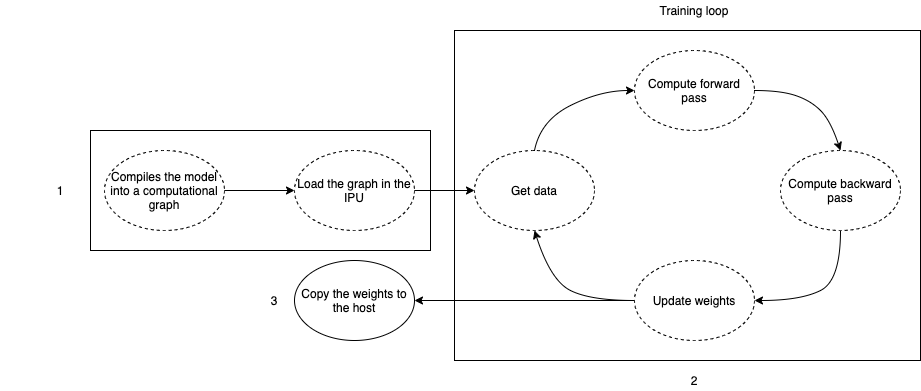 Training loop
Compute forward
pass
1
Compiles the model
into a computational
graph
Load the graph in the
IPU
Get data
Compute backward
pass
3
Copy the weights to
the host
Update weights
2